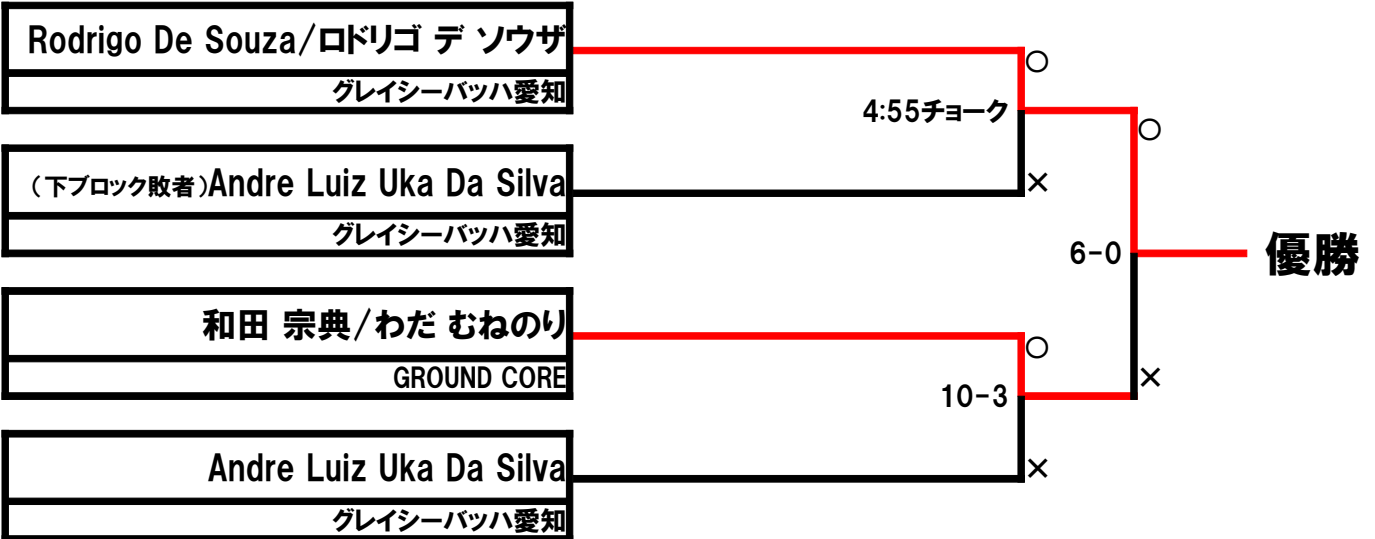 Rodrigo De Souza/ロドリゴ デ ソウザ
グレイシーバッハ愛知
○
4:55チョーク
○
(下ブロック敗者)Andre Luiz Uka Da Silva
×
グレイシーバッハ愛知
6-0
優勝
和田 宗典/わだ むねのり
○
GROUND CORE
×
10-3
Andre Luiz Uka Da Silva
×
グレイシーバッハ愛知